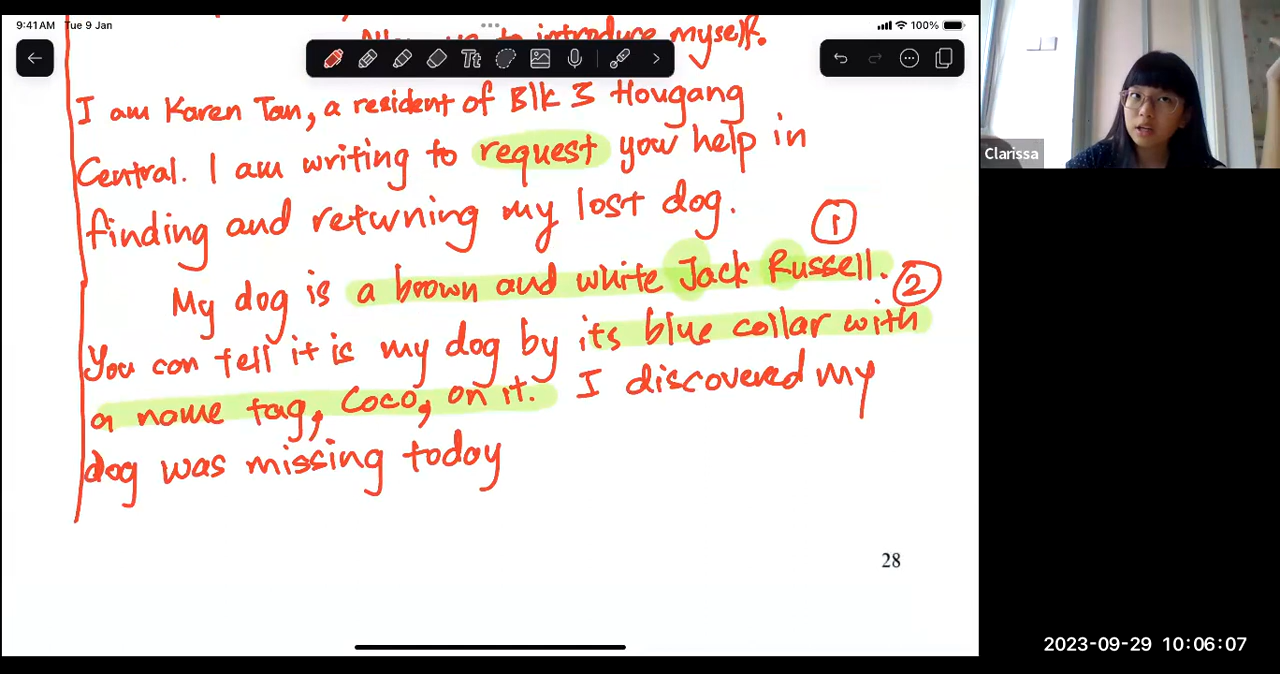 9:41 AM Tue 9 Jan
100%
to introduce myself.
Tt
I am Karen Tan, a resident of Blk 3 Hougang
Central. I am writing to request your help in
finding and returning my lost dog.
1
My dog is a brown and white Jack Russell.
2
You can tell it is my dog by its blue collar with
a name tag, Coco, on it. I discovered my
dog was missing today
28
Clarissa
2023-09-29 10:06:07